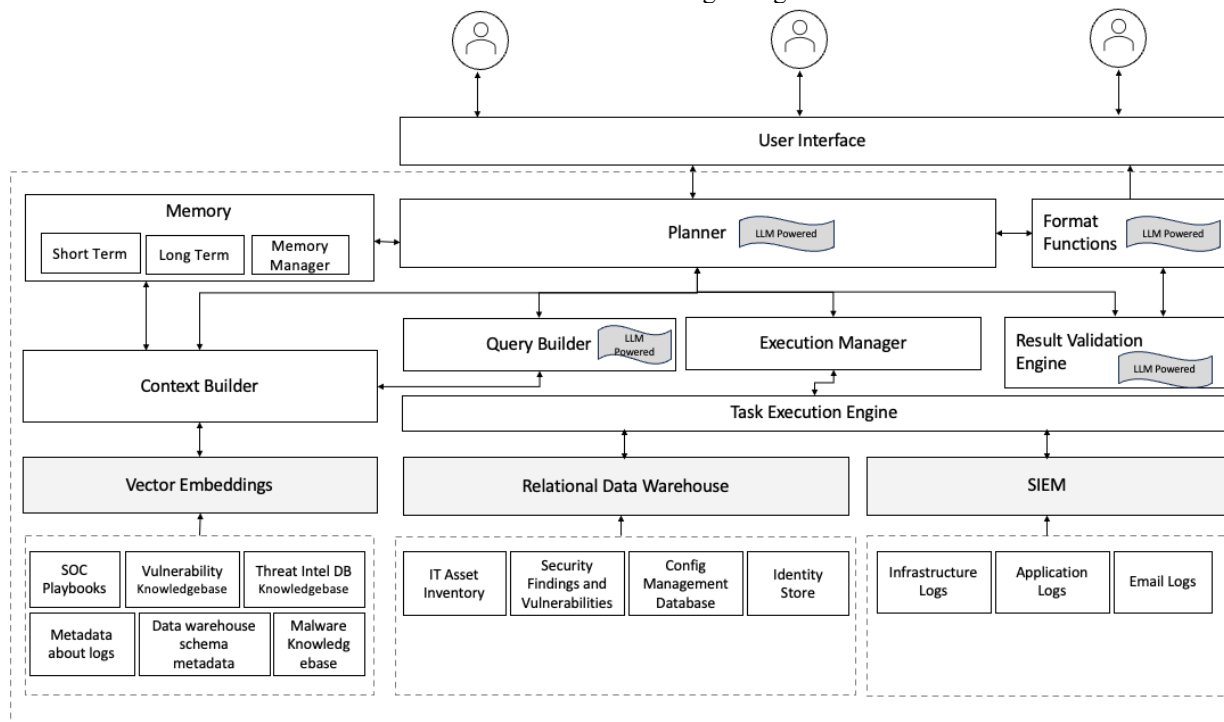 User Interface
Memory
Short Term
Long Term
Memory
Manager
Planner
LLM Powered
Format
Functions
LLM Powered
Query Builder
LLM
Powered
Execution Manager
Result Validation
Engine
LLM Powered
Context Builder
Task Execution Engine
Vector Embeddings
Relational Data Warehouse
SIEM
SOC
Playbooks
Vulnerability
Knowledgebase
Threat Intel DB
Knowledgebase
Metadata
about logs
Data warehouse
schema
metadata
Malware
Knowledg
ebase
IT Asset
Inventory
Security
Findings and
Vulnerabilities
Config
Management
Database
Identity
Store
Infrastructure
Logs
Application
Logs
Email Logs